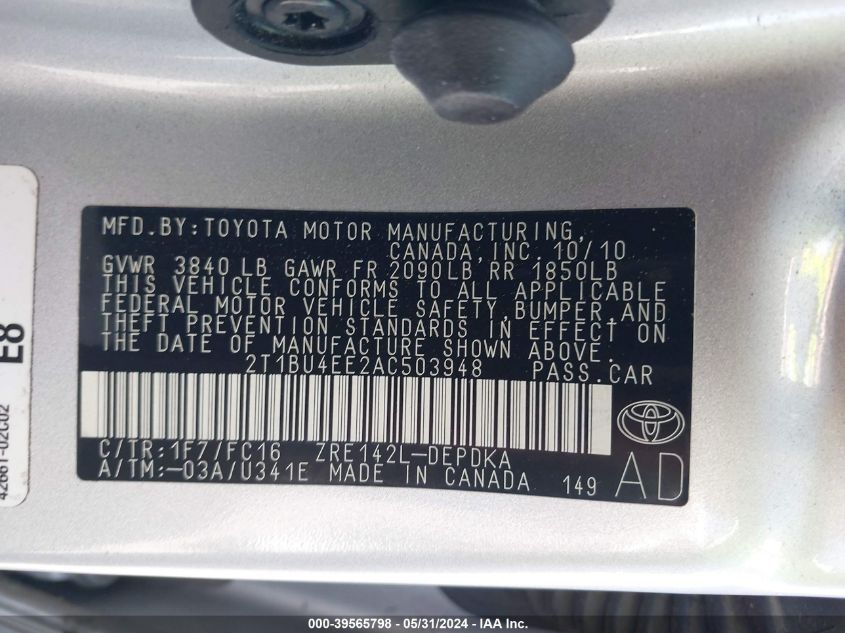 MFD.BY:TOYOTA MOTOR MANUFACTURING,
CANADA,INC. 10/10
GVWR 3840 LB GAWR FR 2090LB RR 1850LB
THIS VEHICLE CONFORMS TO ALL APPLICABLE
FEDERAL MOTOR VEHICLE SAFETY,BUMPER,AND
THEFT PREVENTION STANDARDS IN EFFECT ON
THE DATE OF MANUFACTURE SHOWN ABOVE.
2T1BU4EE2AC503948 PASS.CAR
C/TR:1F7/FC16 ZRE142L-DEPDKA
A/TM:-03A/U341E MADE IN CANADA 149
AD
E8
42661-02C02
000-39565798 - 05/31/2024 - IAA Inc.